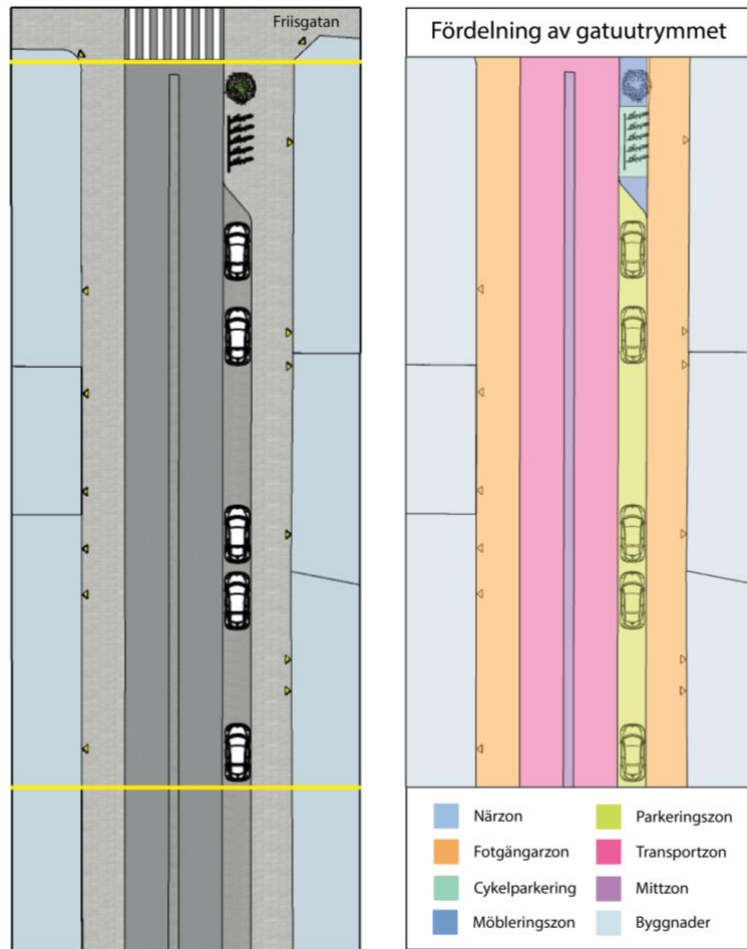 Friisgatan
Fördelning av gatuutrymmet
Närzon
Fotgängarzon
Cykelparkering
Möbleringszon
Parkeringszon
Transportzon
Mittzon
Byggnader